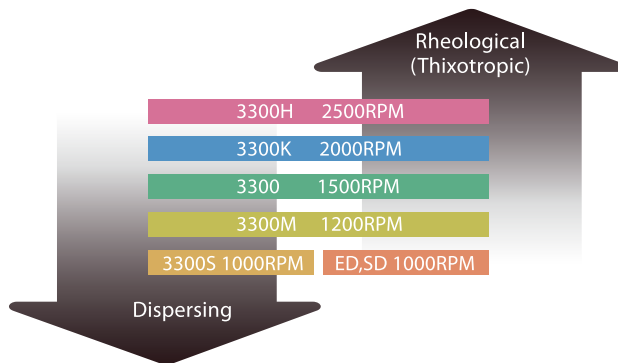 Rheological
(Thixotropic)
3300H 2500RPM
3300K 2000RPM
3300 1500RPM
3300M 1200RPM
3300S 1000RPM
ED,SD 1000RPM
Dispersing